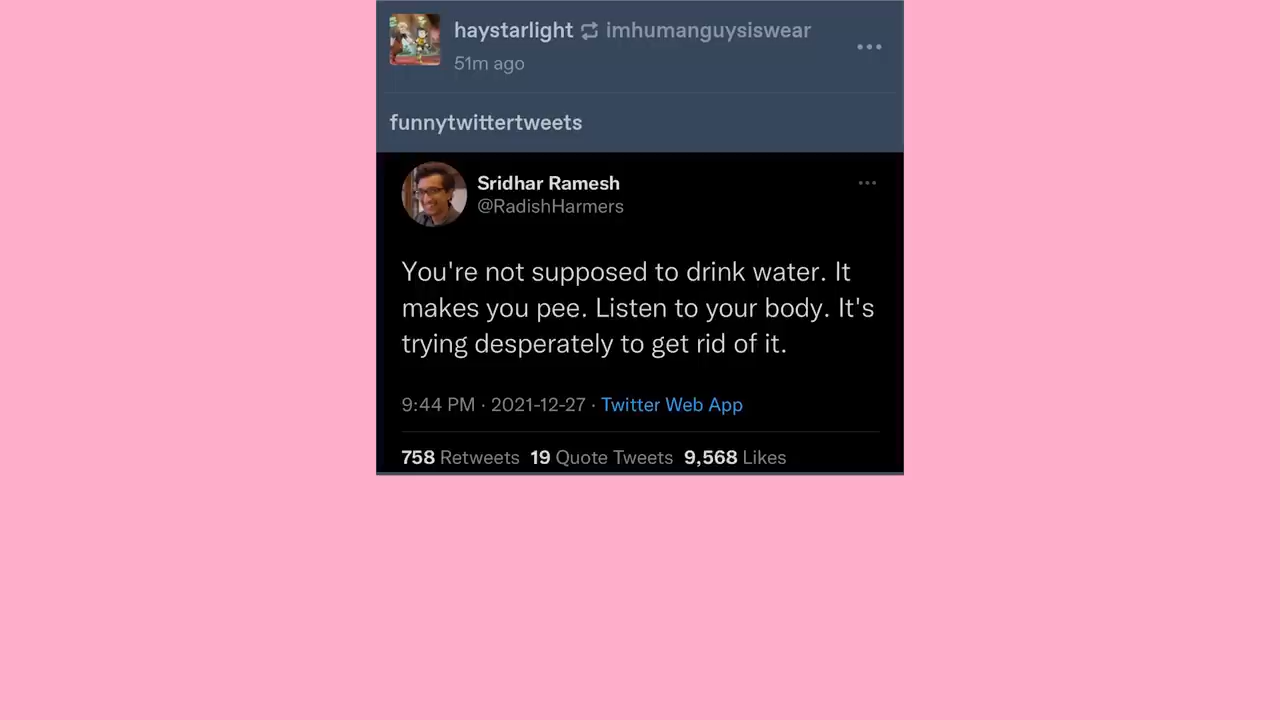 haystarlight imhumanguysiswear
51m ago
funnytwittertweets
Sridhar Ramesh
@RadishHarmers
You're not supposed to drink water. It
makes you pee. Listen to your body. It's
trying desperately to get rid of it.
9:44 PM · 2021-12-27 · Twitter Web App
758 Retweets 19 Quote Tweets 9,568 Likes